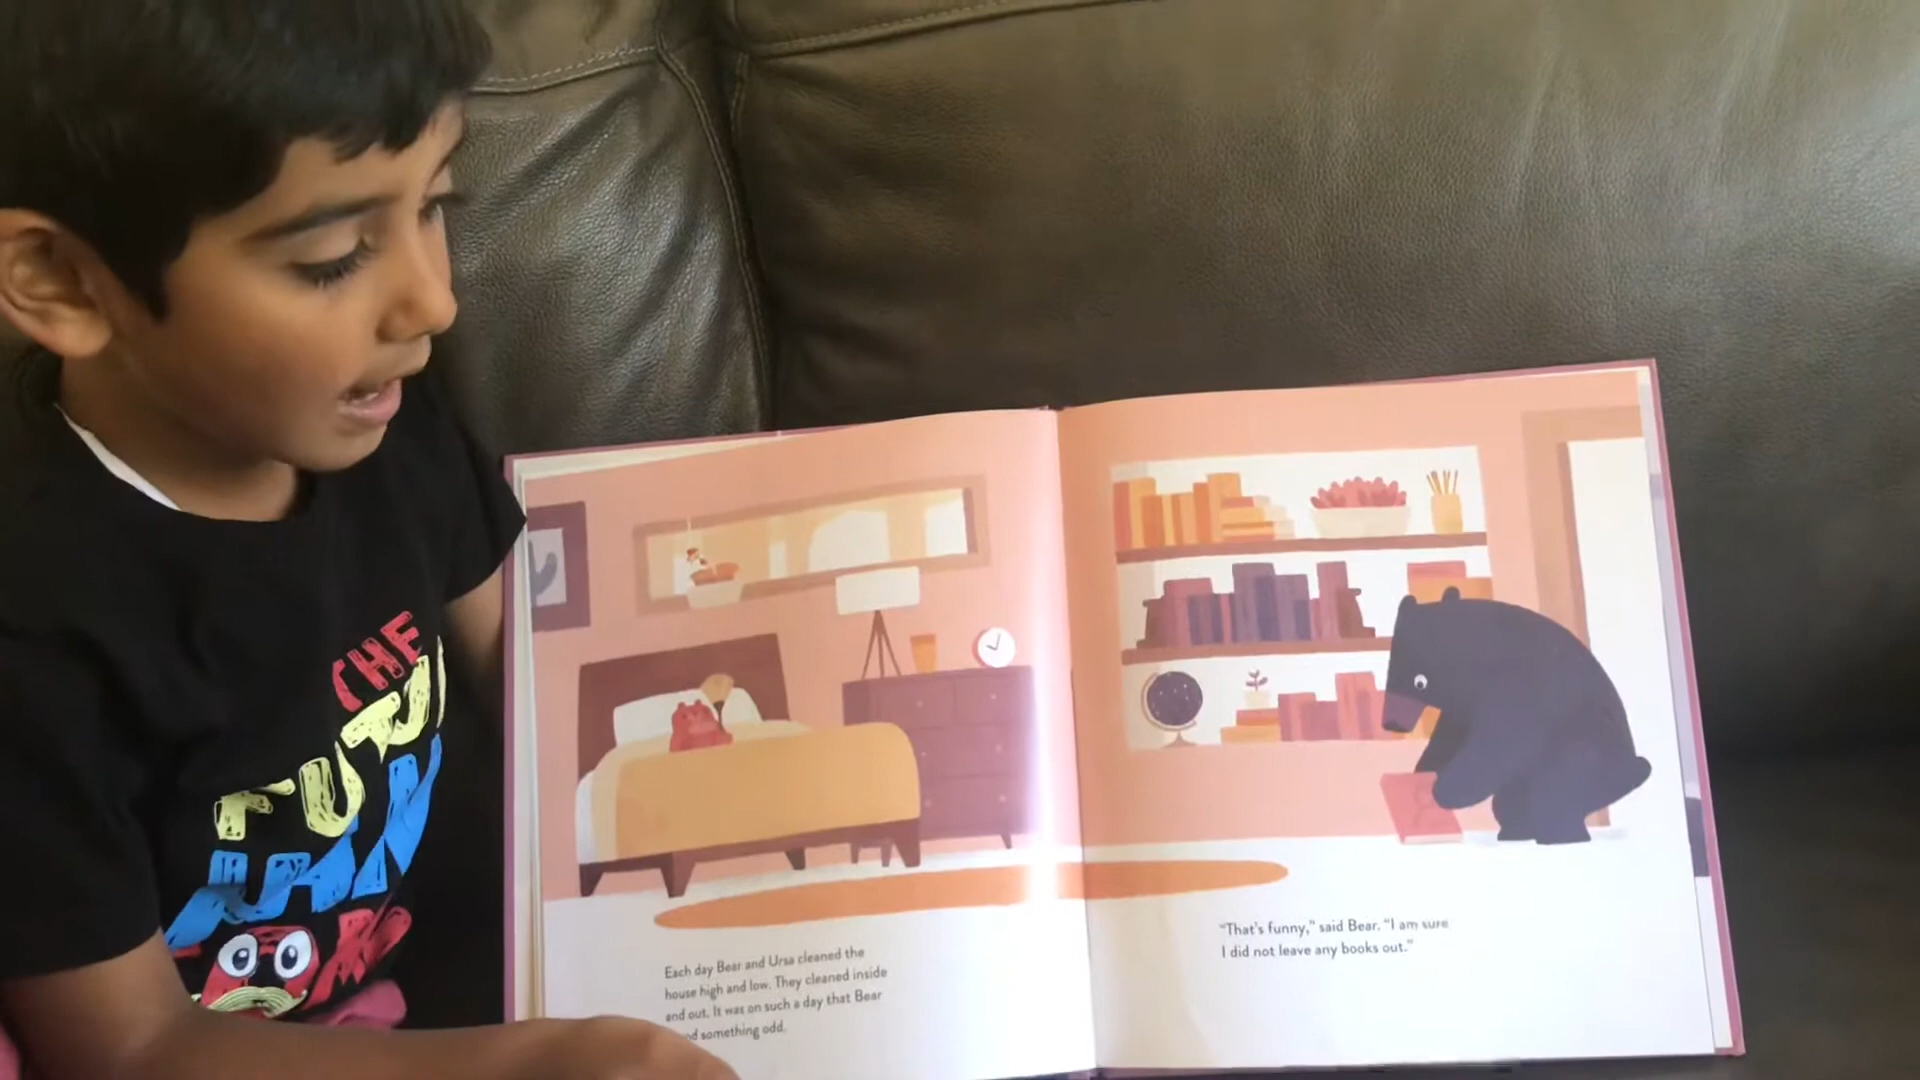 THE
Each day Bear and Ursa cleaned the
house high and low. They cleaned inside
and out. It was on such a day that Bear
something odd.
"That's funny," said Bear. "I am sure
I did not leave any books out."